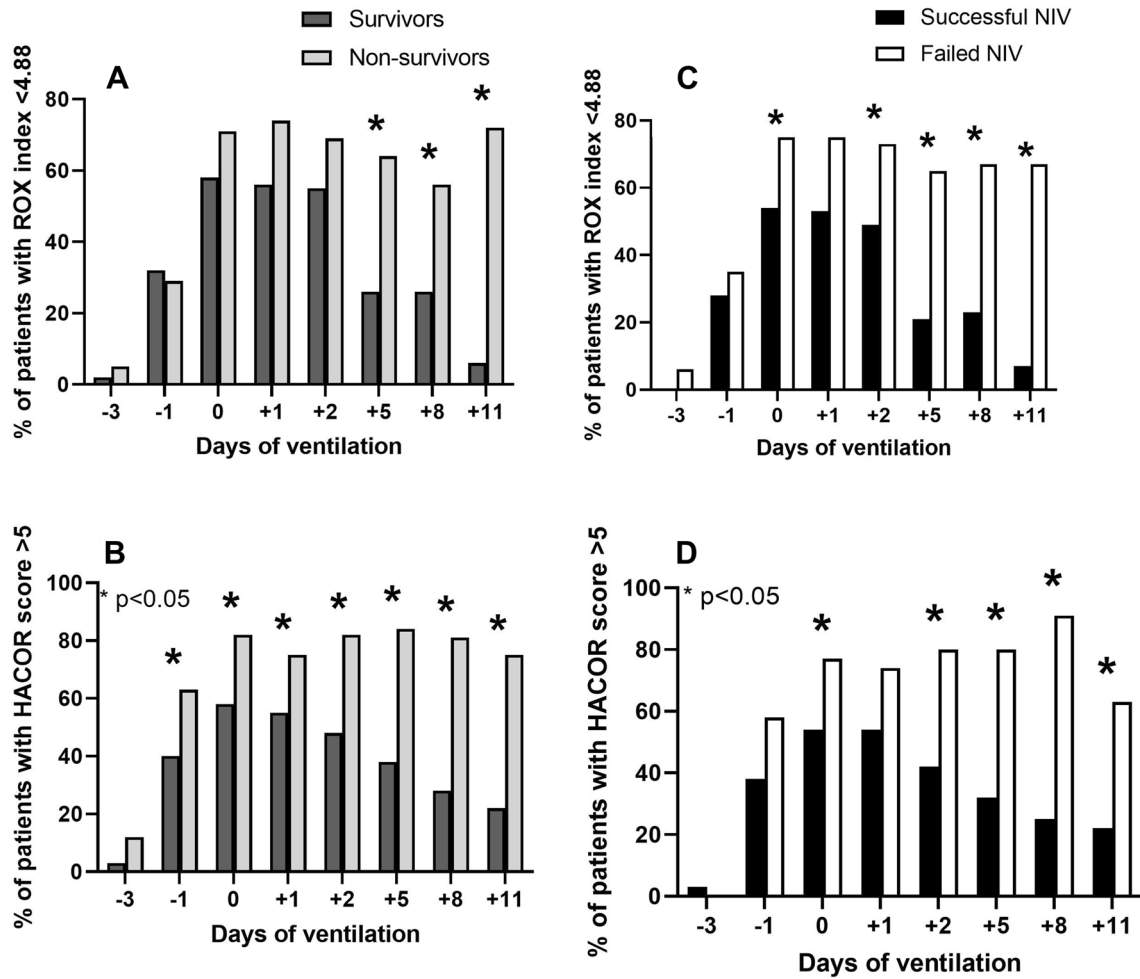 Survivors
Non-survivors
A
% of patients with ROX index <4.88
80
60
40
20
0
* * *
-3 -1 0 +1 +2 +5 +8 +11
Days of ventilation
Successful NIV
Failed NIV
C
% of patients with ROX index <4.88
80
60
40
20
0
* * * * *
-3 -1 0 +1 +2 +5 +8 +11
Days of ventilation
B
% of patients with HACOR score >5
100
80
60
40
20
0
* p<0.05
* * * * * * *
-3 -1 0 +1 +2 +5 +8 +11
Days of ventilation
D
% of patients with HACOR score >5
100
80
60
40
20
0
* p<0.05
* * * * *
-3 -1 0 +1 +2 +5 +8 +11
Days of ventilation